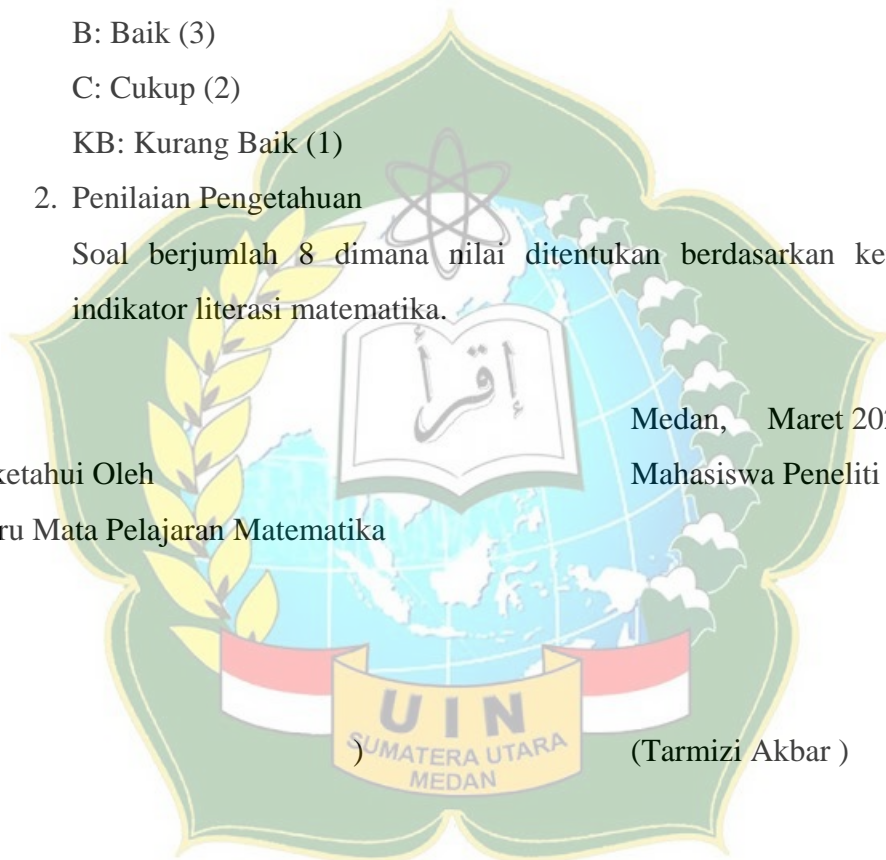 B: Baik (3)
C: Cukup (2)
KB: Kurang Baik (1)
2. Penilaian Pengetahuan
Soal berjumlah 8 dimana nilai ditentukan berdasarkan ke
indikator literasi matematika.
إقرأ
Medan, Maret 202
ketahui Oleh
Mahasiswa Peneliti
ru Mata Pelajaran Matematika
UIN
SUMATERA UTARA
MEDAN
)
(Tarmizi Akbar )